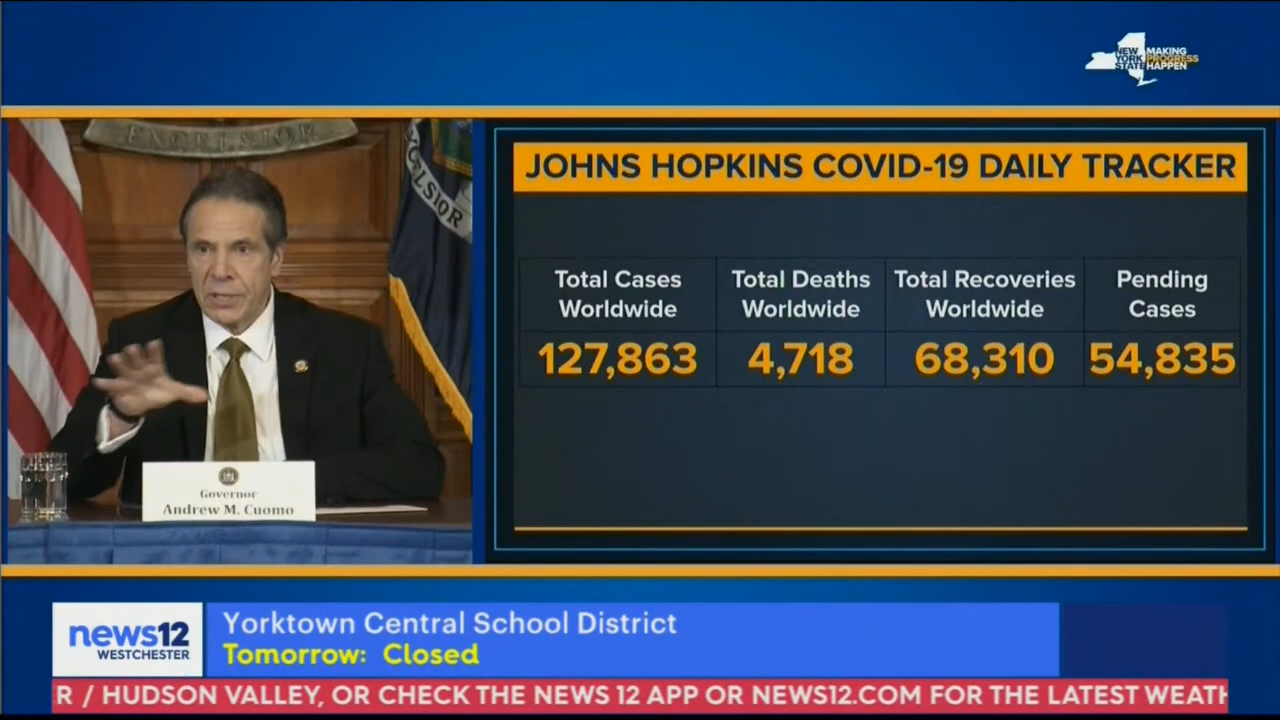 NEW
YORK
STATE
MAKING
PROGRESS
HAPPEN
EXCELSIOR
EXCELSIOR
Governor
Andrew M. Cuomo
JOHNS HOPKINS COVID-19 DAILY TRACKER
Total Cases
Worldwide
127,863
Total Deaths
Worldwide
4,718
Total Recoveries
Worldwide
68,310
Pending
Cases
54,835
news12
WESTCHESTER
Yorktown Central School District
Tomorrow: Closed
R / HUDSON VALLEY, OR CHECK THE NEWS 12 APP OR NEWS12.COM FOR THE LATEST WEATH